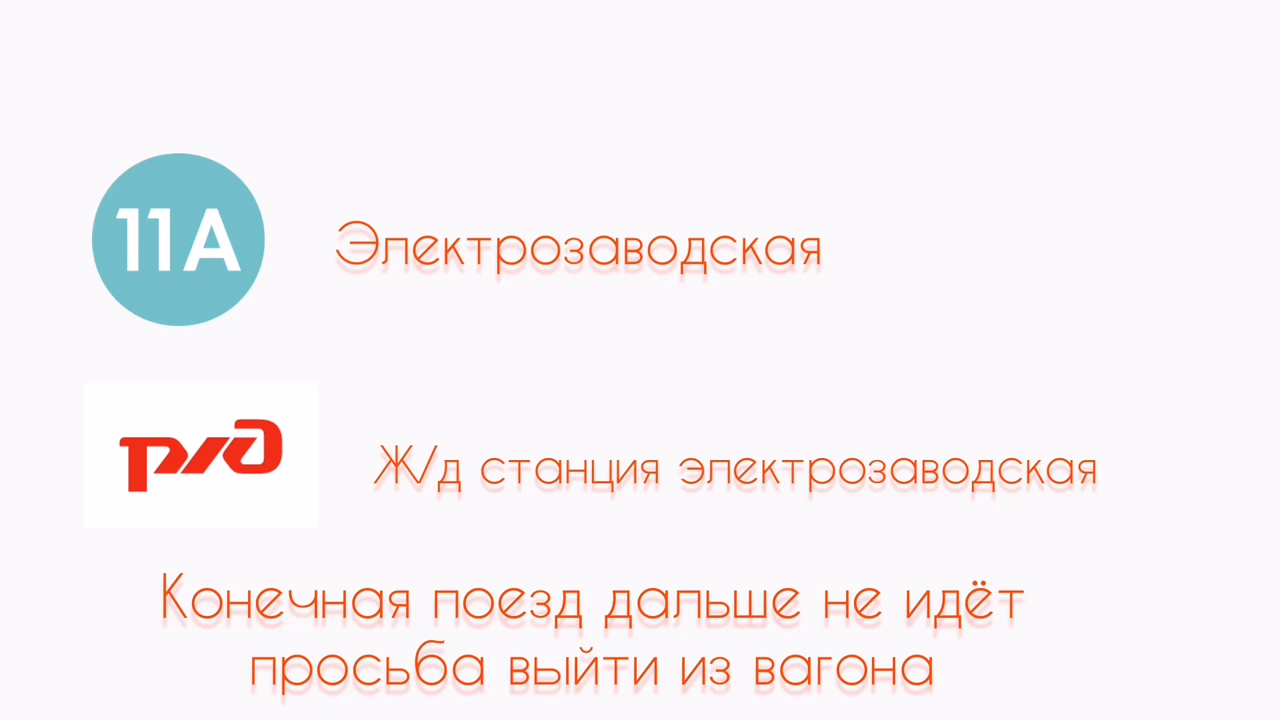 11А
Электрозаводская
ржд
Ж/д станция электрозаводская
Конечная поезд дальше не идёт
просьба выйти из вагона